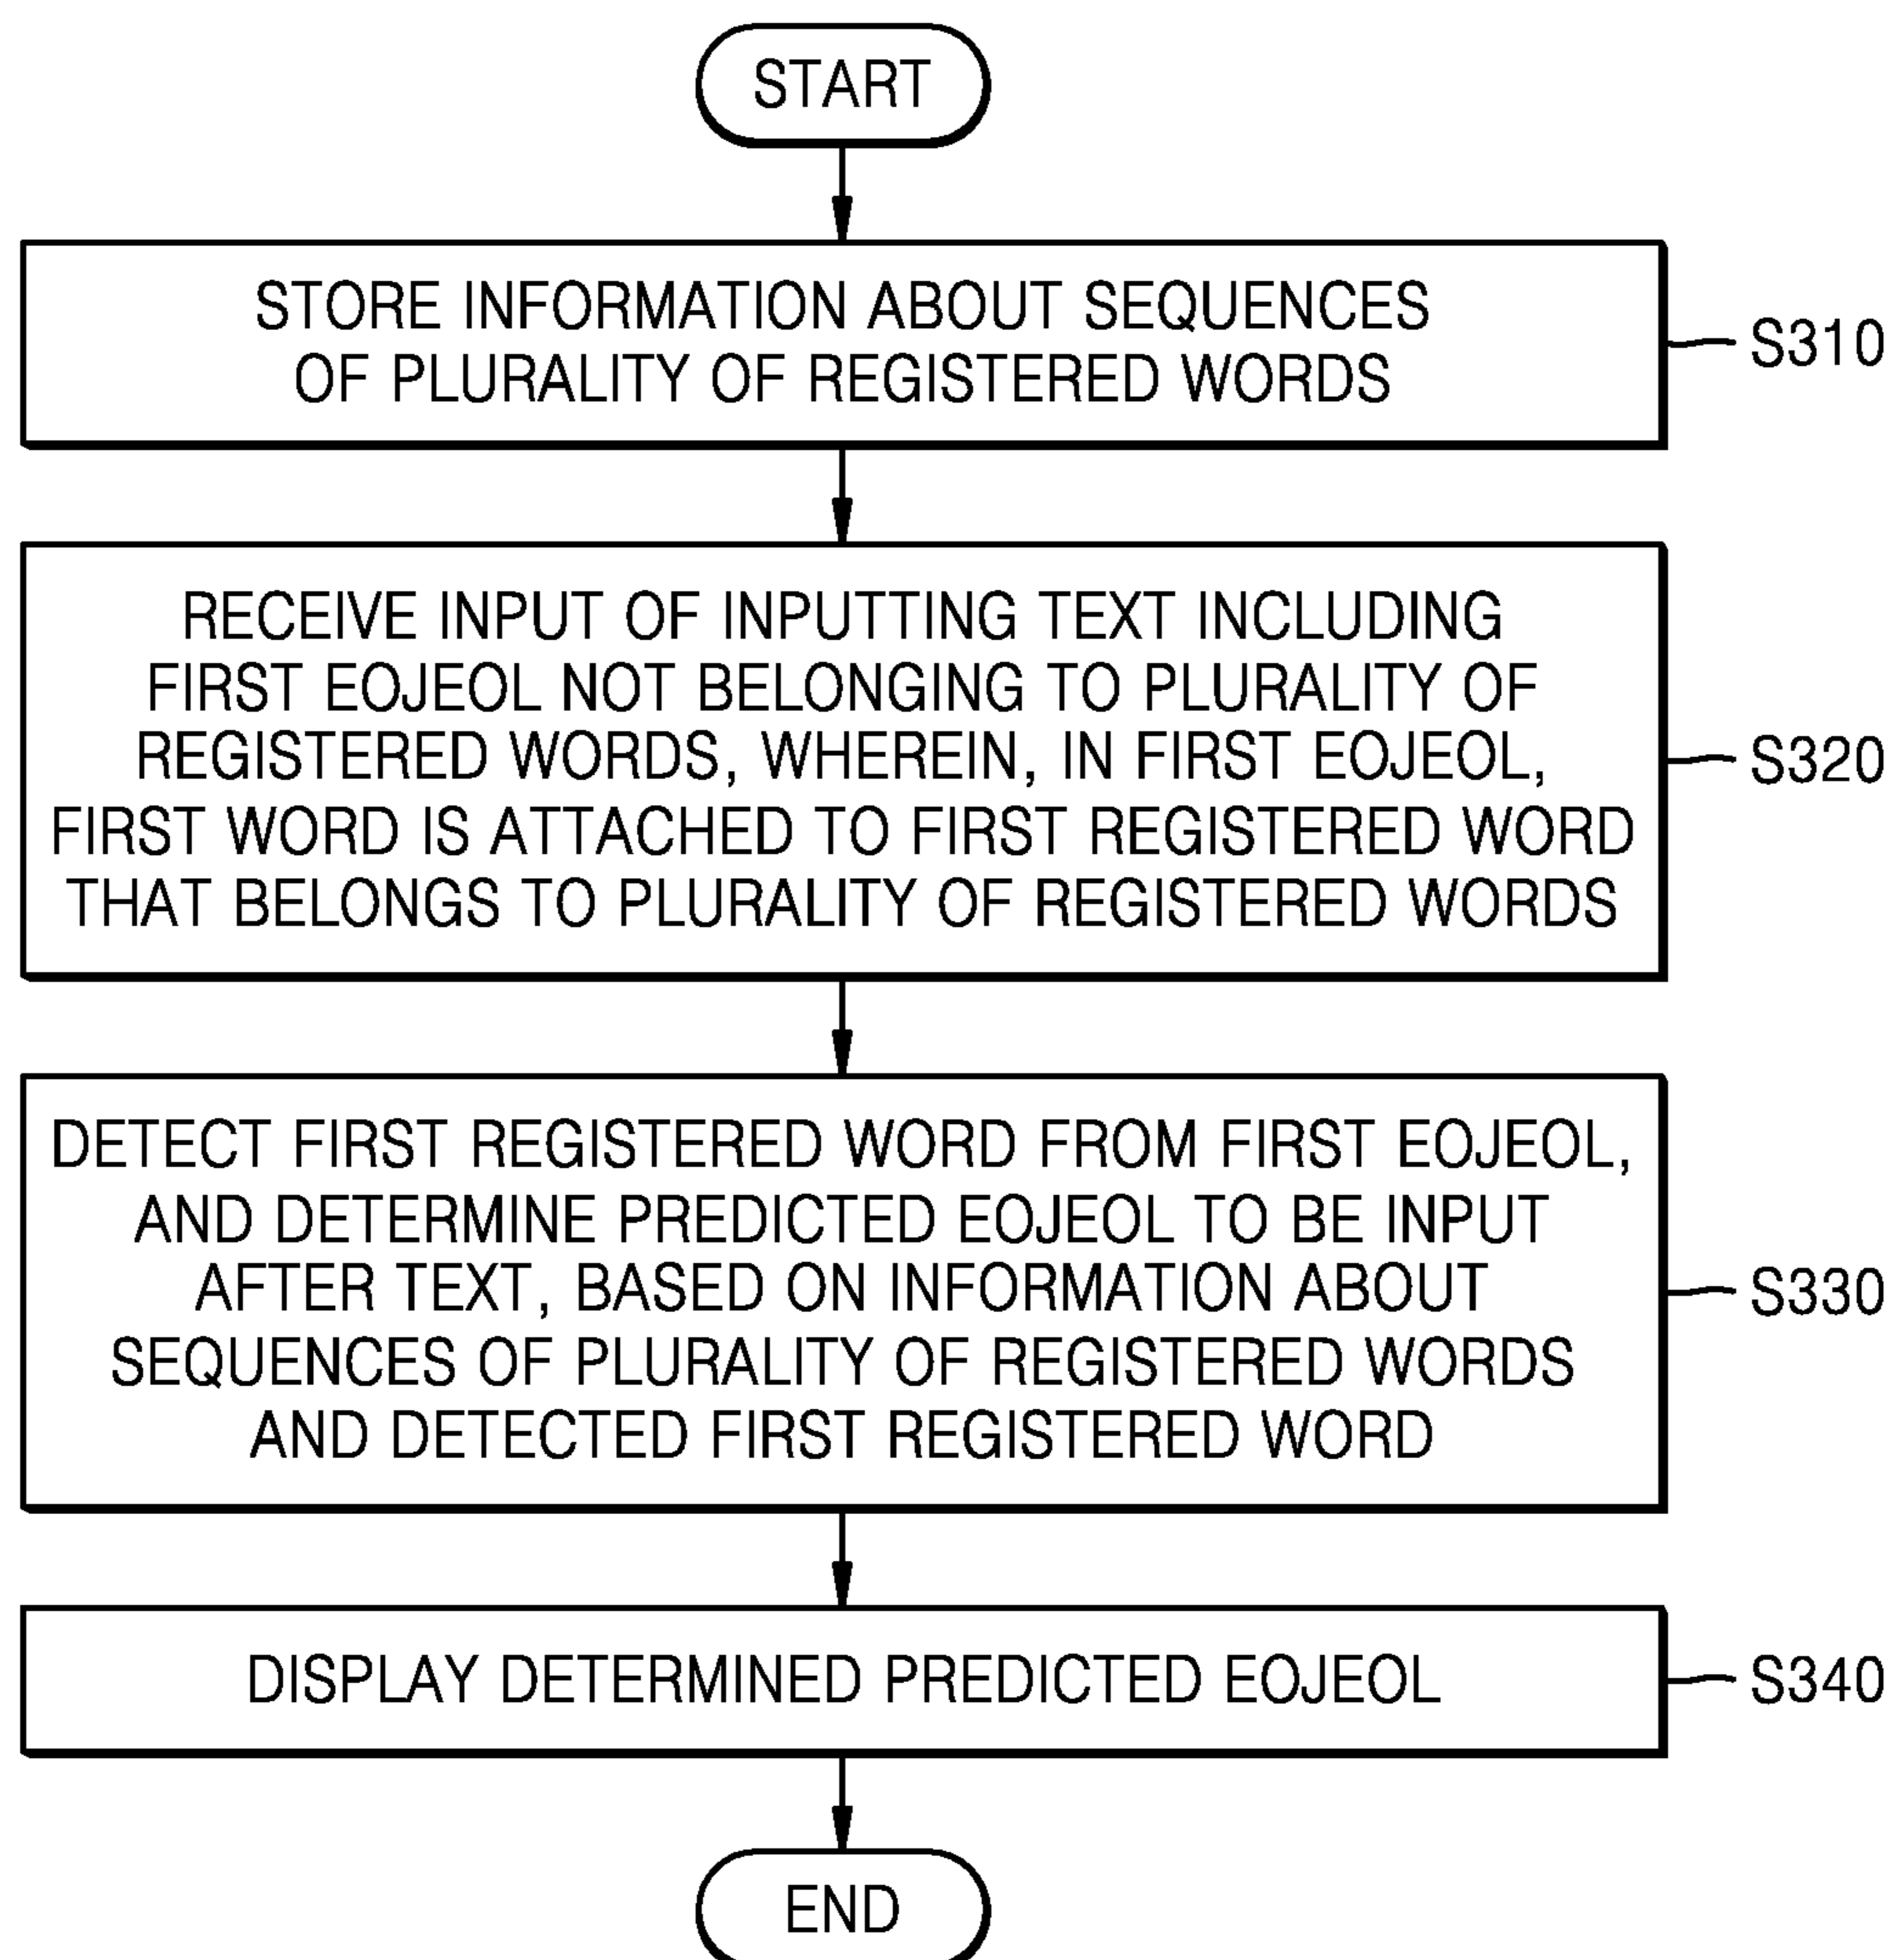 START
STORE INFORMATION ABOUT SEQUENCES
OF PLURALITY OF REGISTERED WORDS
S310
RECEIVE INPUT OF INPUTTING TEXT INCLUDING
FIRST EOJEOL NOT BELONGING TO PLURALITY OF
REGISTERED WORDS, WHEREIN, IN FIRST EOJEOL,
FIRST WORD IS ATTACHED TO FIRST REGISTERED WORD
THAT BELONGS TO PLURALITY OF REGISTERED WORDS
S320
DETECT FIRST REGISTERED WORD FROM FIRST EOJEOL,
AND DETERMINE PREDICTED EOJEOL TO BE INPUT
AFTER TEXT, BASED ON INFORMATION ABOUT
SEQUENCES OF PLURALITY OF REGISTERED WORDS
AND DETECTED FIRST REGISTERED WORD
S330
DISPLAY DETERMINED PREDICTED EOJEOL
S340
END